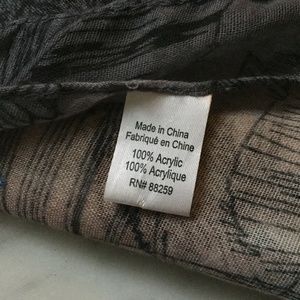 Made in China
Fabriqué en Chine
100% Acrylic
100% Acrylique
RN# 88259